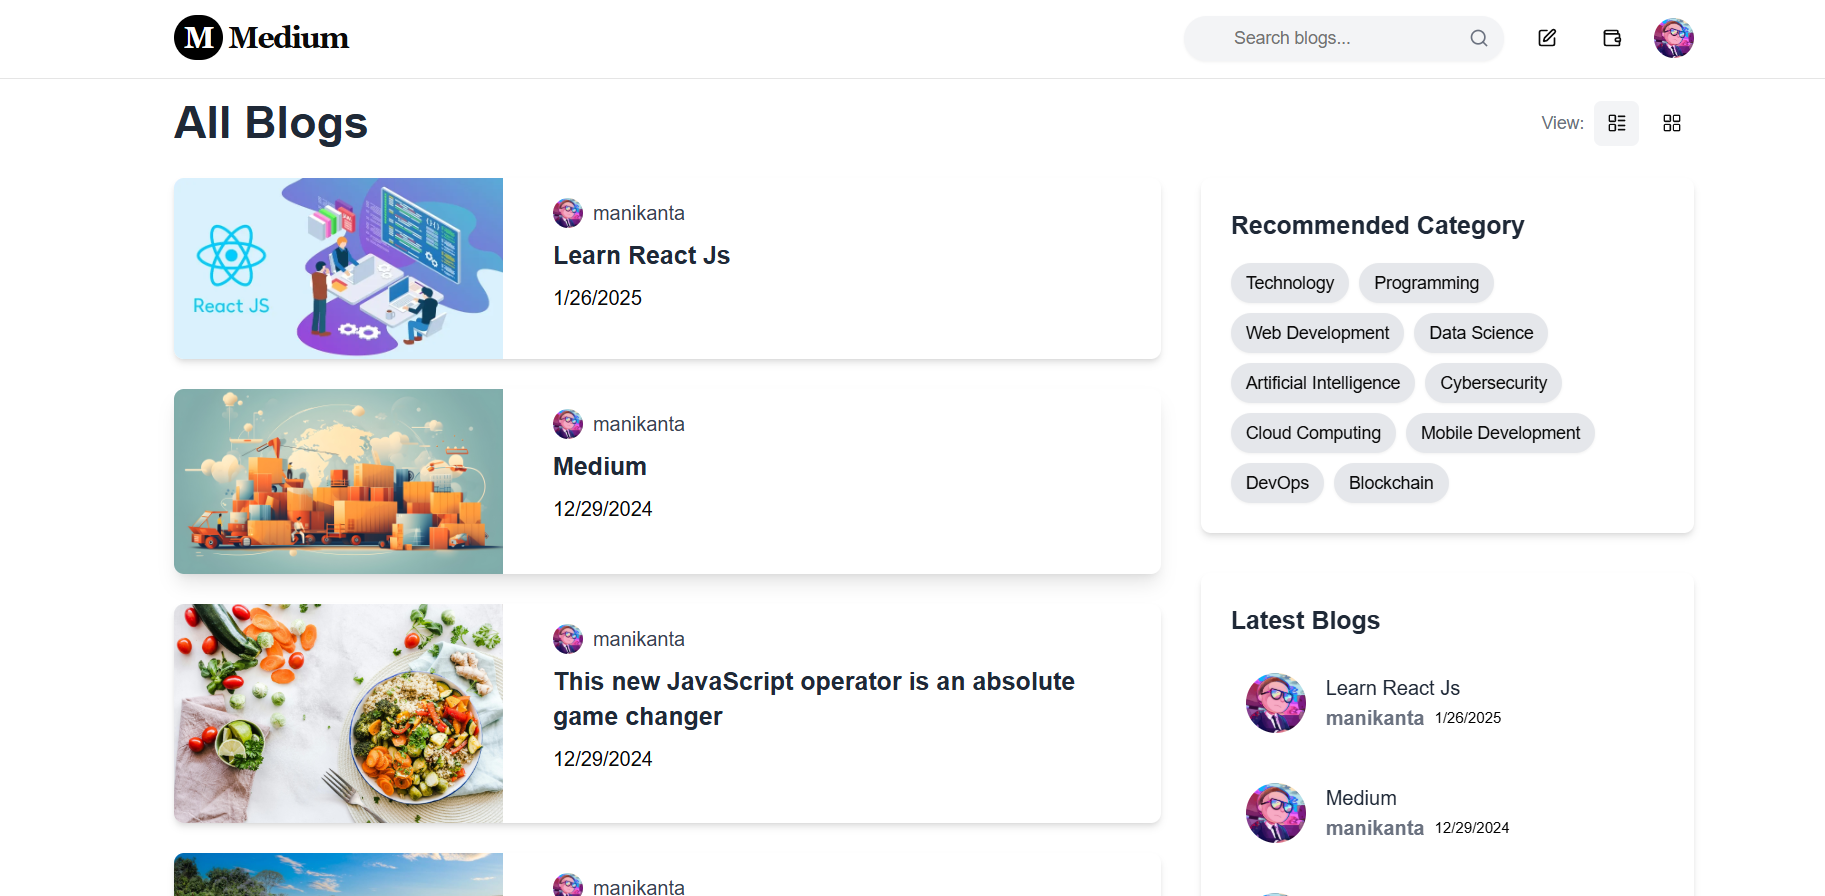 M Medium
Search blogs...
All Blogs
View:
React JS
manikanta
Learn React Js
1/26/2025
manikanta
Medium
12/29/2024
manikanta
This new JavaScript operator is an absolute
game changer
12/29/2024
manikanta
Recommended Category
Technology Programming
Web Development Data Science
Artificial Intelligence Cybersecurity
Cloud Computing Mobile Development
DevOps Blockchain
Latest Blogs
Learn React Js
manikanta 1/26/2025
Medium
manikanta 12/29/2024